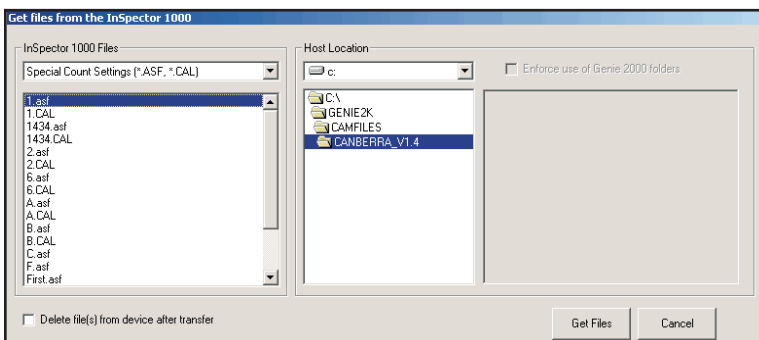 Get files from the InSpector 1000
InSpector 1000 Files
Special Count Settings (*.ASF, *.CAL)
1.asf
1.CAL
1434.asf
1434.CAL
2.asf
2.CAL
6.asf
6.CAL
A.asf
A.CAL
B.asf
B.CAL
C.asf
F.asf
First.asf
Delete file(s) from device after transfer
Host Location
c:
C:\
GENIE2K
CAMFILES
CANBERRA_V1.4
Enforce use of Genie 2000 folders
Get Files
Cancel